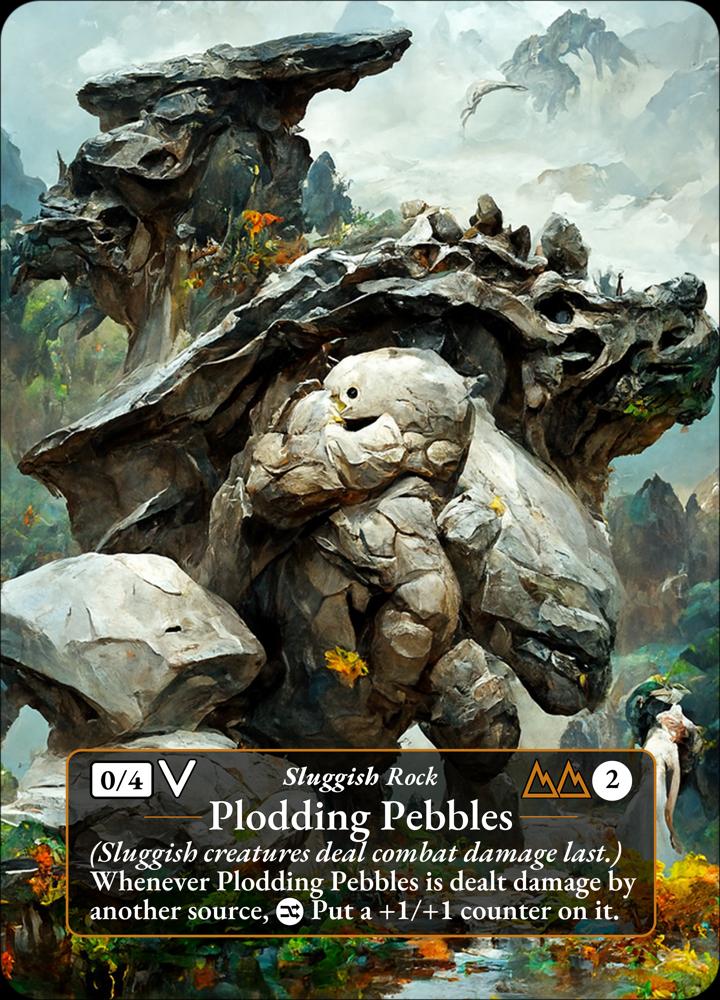 0/4 Sluggish Rock 2
Plodding Pebbles
(Sluggish creatures deal combat damage last.)
Whenever Plodding Pebbles is dealt damage by
another source, Put a +1/+1 counter on it.